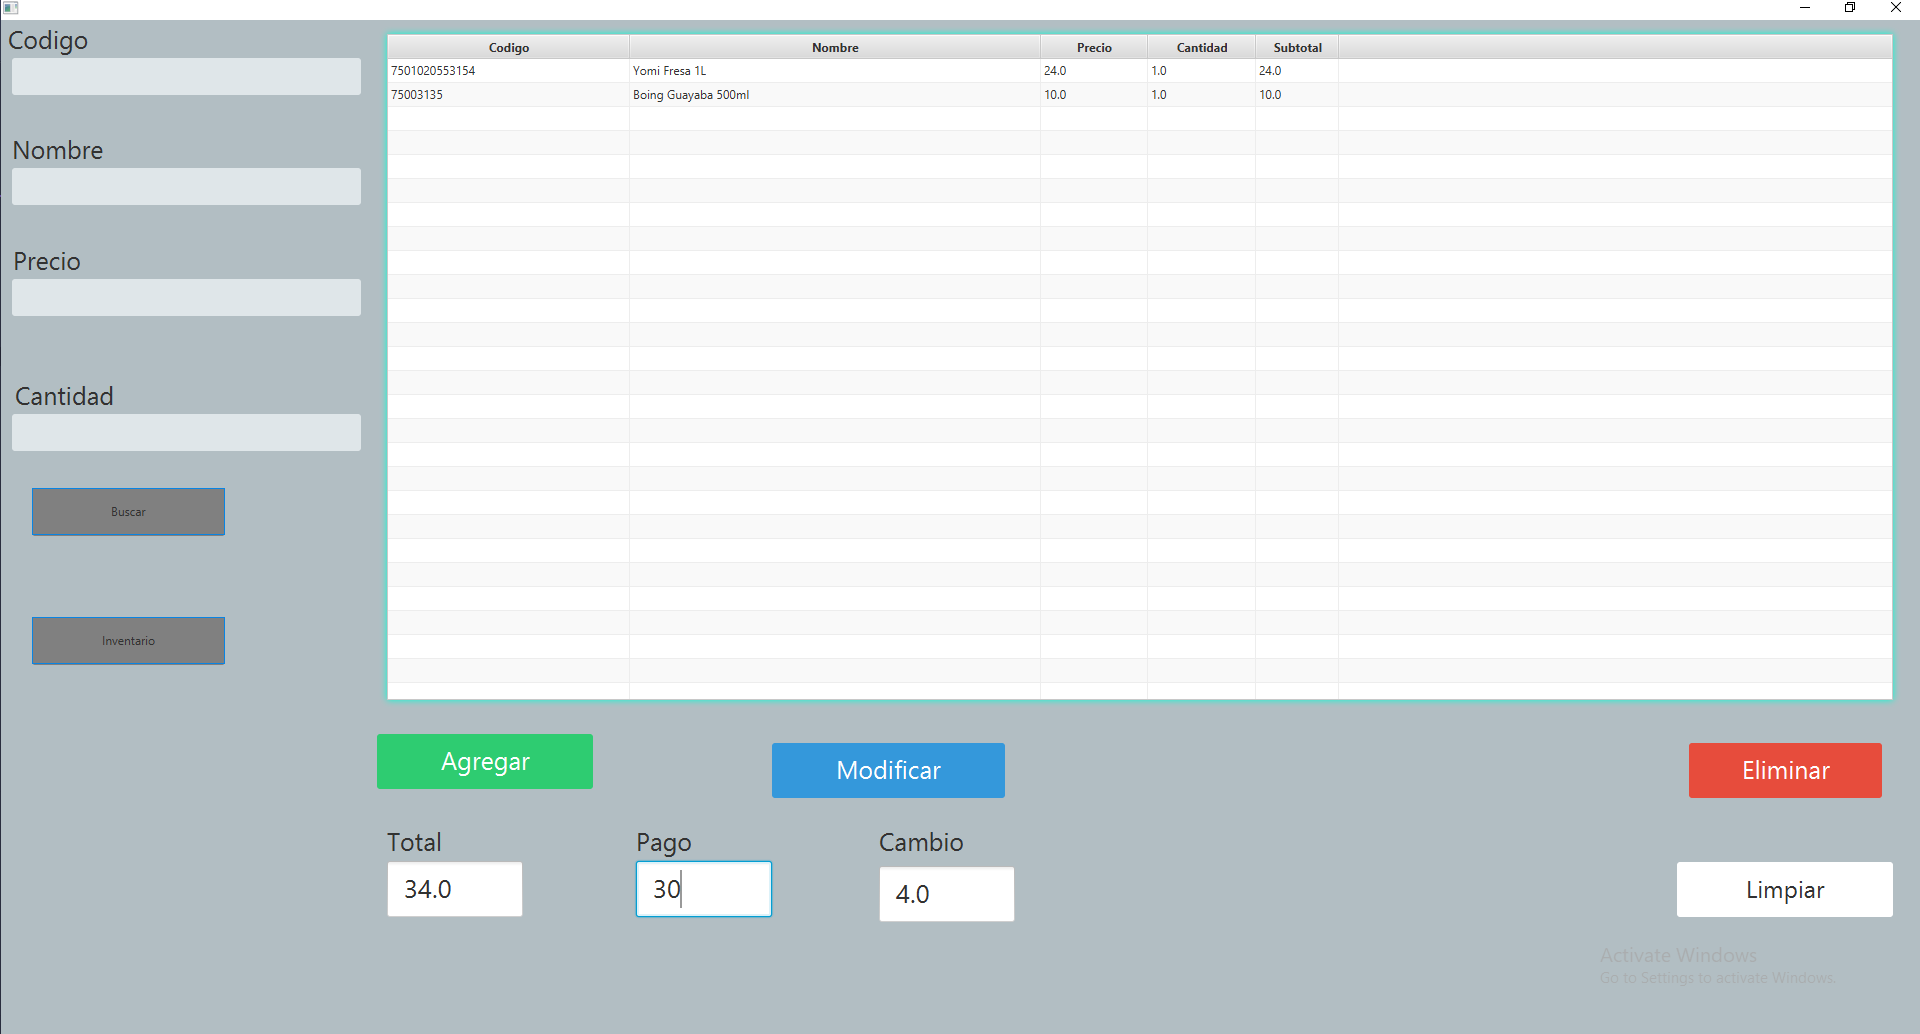 Codigo
Nombre
Precio
Cantidad
Buscar
Inventario
Codigo Nombre Precio Cantidad Subtotal
7501020553154 Yomi Fresa 1L 24.0 1.0 24.0
75003135 Boing Guayaba 500ml 10.0 1.0 10.0
Agregar Modificar Eliminar
Total Pago Cambio
34.0 30 4.0 Limpiar
Activate Windows
Go to Settings to activate Windows.